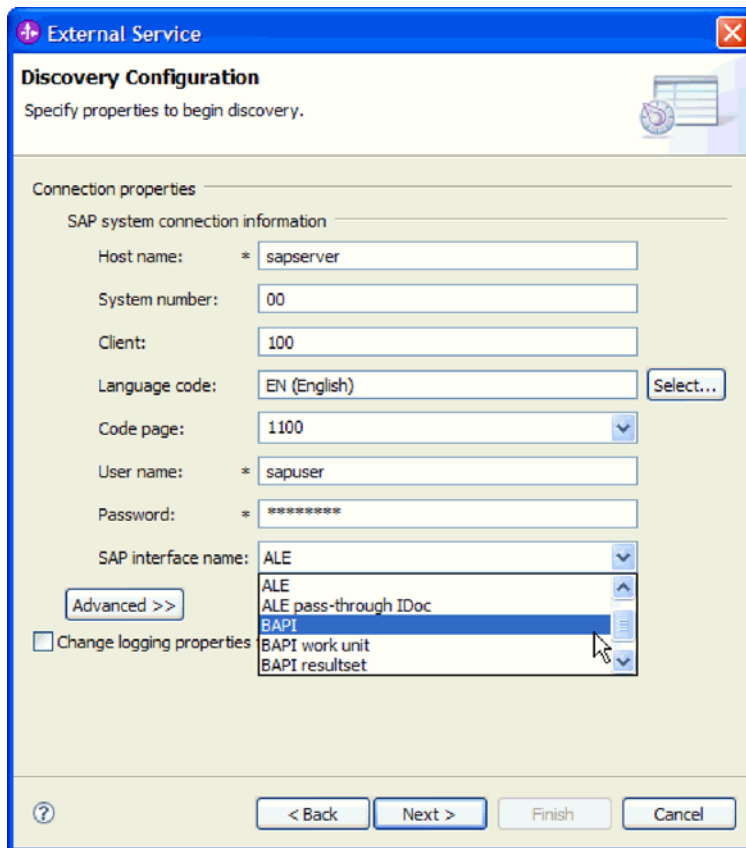 External Service
Discovery Configuration
Specify properties to begin discovery.
Connection properties
SAP system connection information
Host name: * sapserver
System number: 00
Client: 100
Language code: EN (English) Select...
Code page: 1100
User name: * sapuser
Password: * ********
SAP interface name: ALE
ALE
Advanced >> ALE pass-through IDoc
BAPI
Change logging properties BAPI work unit
BAPI resultset
? < Back Next > Finish Cancel